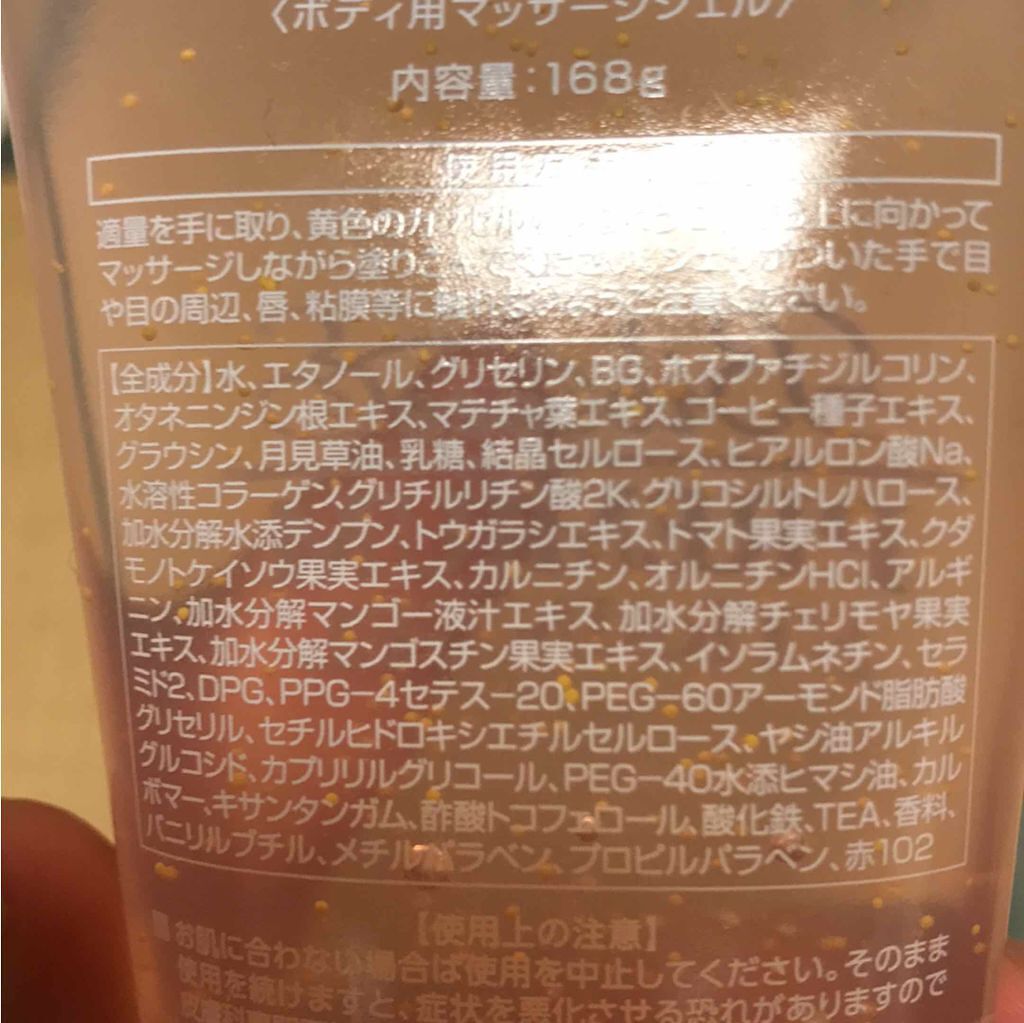 〈ボディ用マッサージジェル〉
内容量:168g
使用方
適量を手に取り、黄色のカプセル 上に向かって
マッサージしながら塗りこ ついた手で目
や目の周辺、唇、粘膜等に触れないようご注意ください。
【全成分】水、エタノール、グリセリン、BG、ホスファチジルコリン、
オタネニンジン根エキス、マテチャ葉エキス、コーヒー種子エキス、
グラウシン、月見草油、乳糖、結晶セルロース、ヒアルロン酸Na、
水溶性コラーゲン、グリチルリチン酸2K、グリコシルトレハロース、
加水分解水添デンプン、トウガラシエキス、トマト果実エキス、クダ
モノトケイソウ果実エキス、カルニチン、オルニチンHCl、アルギ
ニン、加水分解マンゴー液汁エキス、加水分解チェリモヤ果実
エキス、加水分解マンゴスチン果実エキス、イソラムネチン、セラ
ミド2、DPG、PPG-4セテス-20、PEG-60アーモンド脂肪酸
グリセリル、セチルヒドロキシエチルセルロース、ヤシ油アルキル
グルコシド、カプリリルグリコール、PEG-40水添ヒマシ油、カル
ボマー、キサンタンガム、酢酸トコフェロール、酸化鉄、TEA、香料、
バニリルブチル、メチルパラベン、プロピルパラベン、赤102
【使用上の注意】
■お肌に合わない場合は使用を中止してください。そのまま
使用を続けますと、症状を悪化させる恐れがありますので